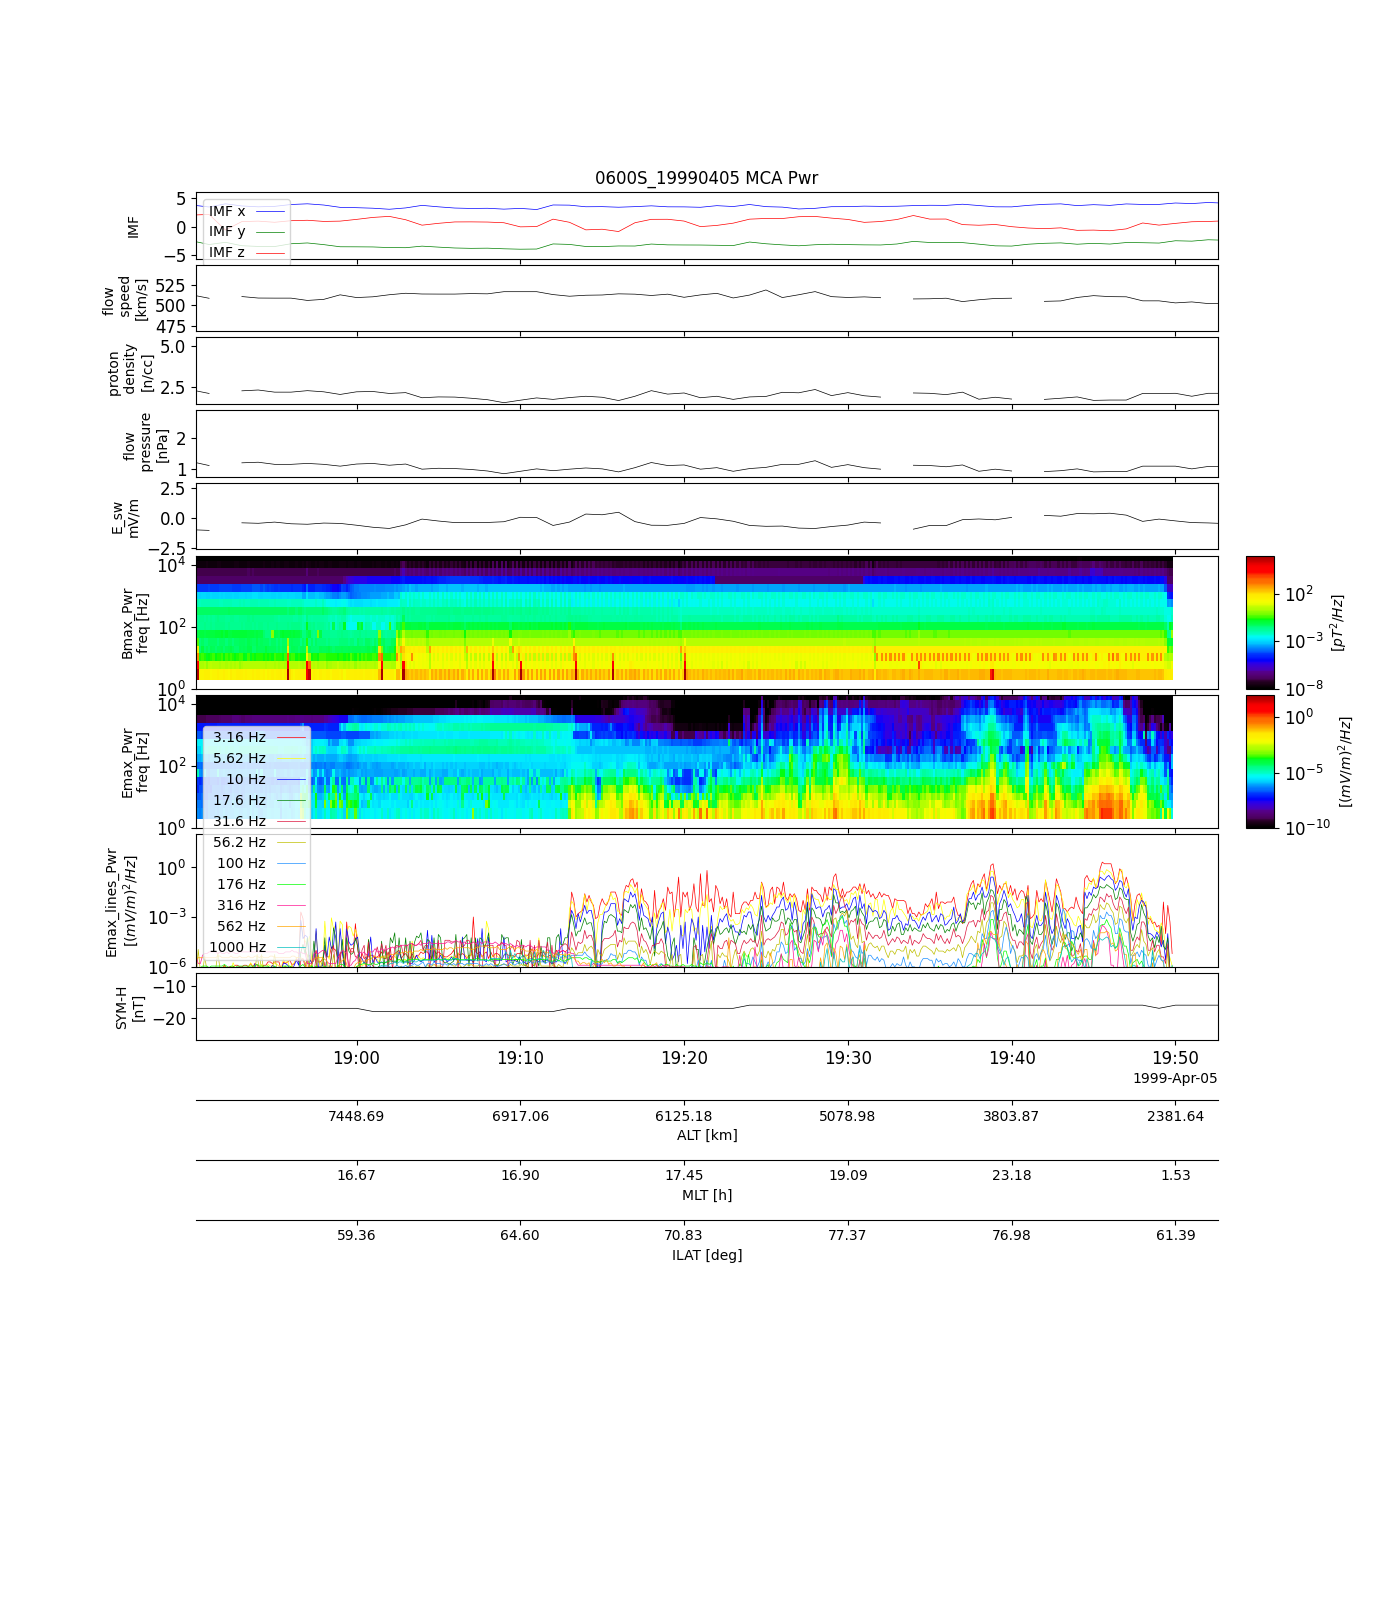 0600S_19990405 MCA Pwr
5
0
−5
IMF
IMF x
IMF y
IMF z
525
500
475
flow
speed
[km/s]
5.0
2.5
proton
density
[n/cc]
2
1
flow
pressure
[nPa]
2.5
0.0
−2.5
E_sw
mV/m
10^4
10^2
10^0
Bmax_Pwr
freq [Hz]
10^2
10^−3
10^−8
[pT^2/Hz]
10^4
10^2
10^0
Emax_Pwr
freq [Hz]
10^0
10^−5
10^−10
[(mV/m)^2/Hz]
3.16 Hz
5.62 Hz
10 Hz
17.6 Hz
31.6 Hz
56.2 Hz
100 Hz
176 Hz
316 Hz
562 Hz
1000 Hz
10^0
10^−3
10^−6
Emax_lines_Pwr
[(mV/m)^2/Hz]
−10
−20
SYM-H
[nT]
19:00 19:10 19:20 19:30 19:40 19:50
1999-Apr-05
7448.69 6917.06 6125.18 5078.98 3803.87 2381.64
ALT [km]
16.67 16.90 17.45 19.09 23.18 1.53
MLT [h]
59.36 64.60 70.83 77.37 76.98 61.39
ILAT [deg]